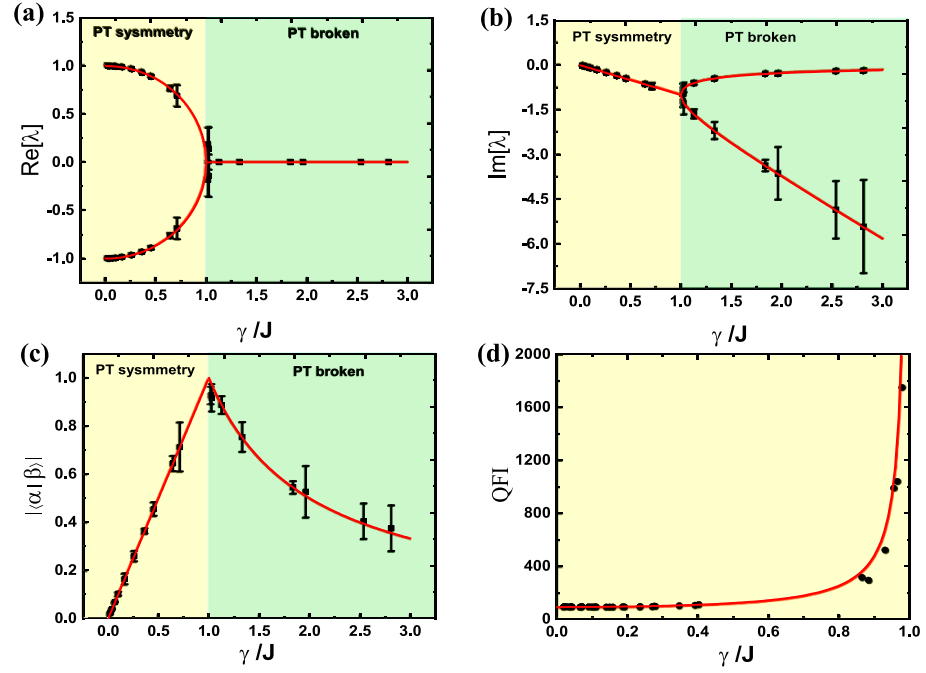 (a)
PT sysmmetry PT broken
Re[λ]
1.5
1.0
0.5
0.0
-0.5
-1.0
0.0 0.5 1.0 1.5 2.0 2.5 3.0
γ /J
(b)
PT sysmmetry PT broken
Im[λ]
1.5
0.0
-1.5
-3.0
-4.5
-6.0
-7.5
0.0 0.5 1.0 1.5 2.0 2.5 3.0
γ /J
(c)
PT sysmmetry PT broken
|⟨α|β⟩|
1.0
0.8
0.6
0.4
0.2
0.0
0.0 0.5 1.0 1.5 2.0 2.5 3.0
γ /J
(d)
QFI
2000
1600
1200
800
400
0
0.0 0.2 0.4 0.6 0.8 1.0
γ /J